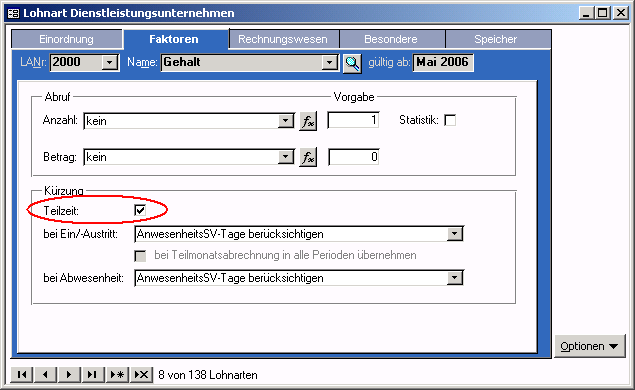 Lohnart Dienstleistungsunternehmen
Einordnung Faktoren Rechnungswesen Besondere Speicher
LANr: 2000 Name: Gehalt gültig ab: Mai 2006
Abruf Vorgabe
Anzahl: kein fx 1 Statistik:
Betrag: kein fx 0
Kürzung
Teilzeit:
bei Ein/-Austritt: AnwesenheitsSV-Tage berücksichtigen
bei Teilmonatsabrechnung in alle Perioden übernehmen
bei Abwesenheit: AnwesenheitsSV-Tage berücksichtigen
Optionen
8 von 138 Lohnarten